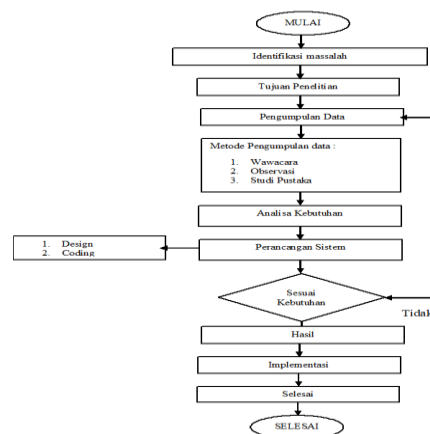 MULAI
Identifikasi massalah
Tujuan Penelitian
Pengumpulan Data
Metode Pengumpulan data :
1. Wawacara
2. Observasi
3. Studi Pustaka
Analisa Kebutuhan
1. Design
2. Coding
Perancangan Sistem
Sesuai
Kebutuhan
Tidak
Hasil
Implementasi
Selesai
SELESAI